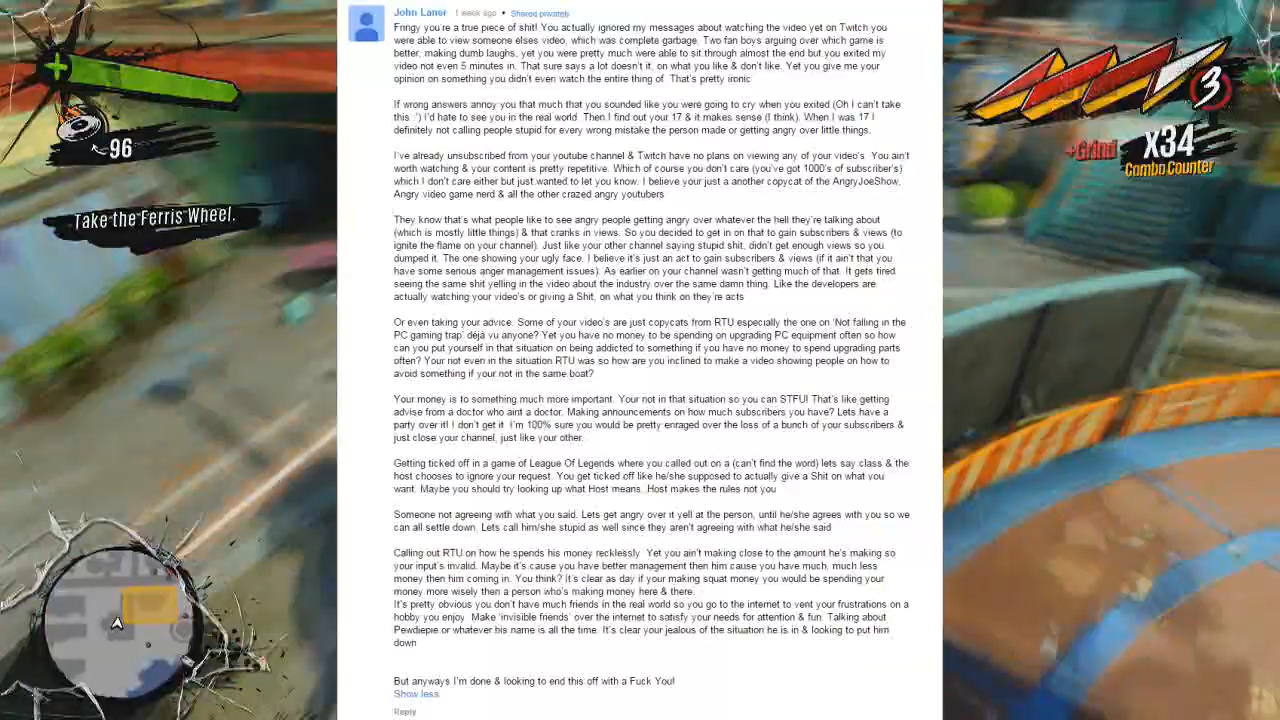 John Laner 1 week ago • Shared privately
Fringy you're a true piece of shit! You actually ignored my messages about watching the video yet on Twitch you
were able to view someone elses video, which was complete garbage. Two fan boys arguing over which game is
better, making dumb laughs, yet you were pretty much were able to sit through almost the end but you exited my
video not even 5 minutes in. That sure says a lot doesn't it, on what you like & don't like. Yet you give me your
opinion on something you didn't even watch the entire thing of. That's pretty ironic
If wrong answers annoy you that much that you sounded like you were going to cry when you exited (Oh I can't take
this :') I'd hate to see you in the real world. Then I find out your 17 & it makes sense (I think). When I was 17 I
definitely not calling people stupid for every wrong mistake the person made or getting angry over little things.
I've already unsubscribed from your youtube channel & Twitch have no plans on viewing any of your video's. You ain't
worth watching & your content is pretty repetitive. Which of course you don't care (you've got 1000's of subscriber's)
which I don't care either but just wanted to let you know. I believe your just a another copycat of the AngryJoeShow,
Angry video game nerd & all the other crazed angry youtubers
They know that's what people like to see angry people getting angry over whatever the hell they're talking about
(which is mostly little things) & that cranks in views. So you decided to get in on that to gain subscribers & views (to
ignite the flame on your channel). Just like your other channel saying stupid shit, didn't get enough views so you
dumped it. The one showing your ugly face. I believe it's just an act to gain subscribers & views (if it ain't that you
have some serious anger management issues). As earlier on your channel wasn't getting much of that. It gets tired
seeing the same shit yelling in the video about the industry over the same damn thing. Like the developers are
actually watching your video's or giving a Shit, on what you think on they're acts
Or even taking your advice. Some of your video's are just copycats from RTU especially the one on 'Not falling in the
PC gaming trap' déjà vu anyone? Yet you have no money to be spending on upgrading PC equipment often so how
can you put yourself in that situation on being addicted to something if you have no money to spend upgrading parts
often? Your not even in the situation RTU was so how are you inclined to make a video showing people on how to
avoid something if your not in the same boat?
Your money is to something much more important. Your not in that situation so you can STFU! That's like getting
advise from a doctor who aint a doctor. Making announcements on how much subscribers you have? Lets have a
party over it! I don't get it. I'm 100% sure you would be pretty enraged over the loss of a bunch of your subscribers &
just close your channel, just like your other.
Getting ticked off in a game of League Of Legends where you called out on a (can't find the word) lets say class & the
host chooses to ignore your request. You get ticked off like he/she supposed to actually give a Shit on what you
want. Maybe you should try looking up what Host means. Host makes the rules not you
Someone not agreeing with what you said. Lets get angry over it yell at the person, until he/she agrees with you so we
can all settle down. Lets call him/she stupid as well since they aren't agreeing with what he/she said
Calling out RTU on how he spends his money recklessly. Yet you ain't making close to the amount he's making so
your input's invalid. Maybe it's cause you have better management then him cause you have much, much less
money then him coming in. You think? It's clear as day if your making squat money you would be spending your
money more wisely then a person who's making money here & there.
It's pretty obvious you don't have much friends in the real world so you go to the internet to vent your frustrations on a
hobby you enjoy. Make 'invisible friends' over the internet to satisfy your needs for attention & fun. Talking about
Pewdiepie or whatever his name is all the time. It's clear your jealous of the situation he is in & looking to put him
down
But anyways I'm done & looking to end this off with a Fuck You!
Show less
Reply
96
Take the Ferris Wheel.
3
+Grind
X34
Combo Counter